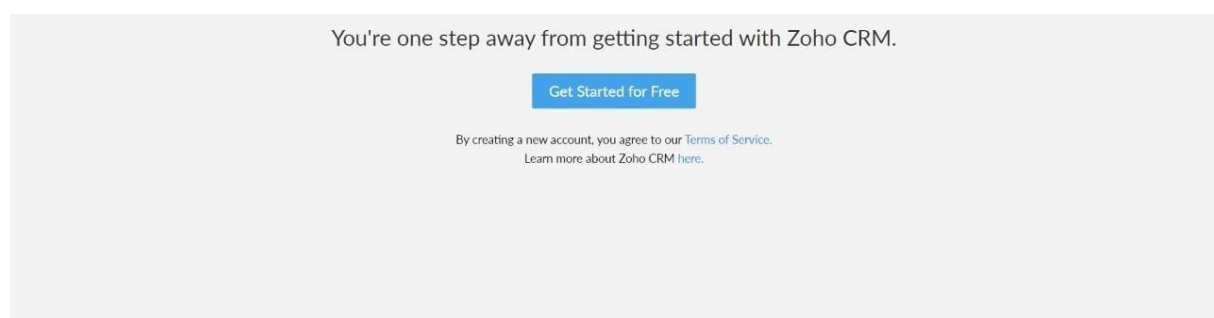 You're one step away from getting started with Zoho CRM.
Get Started for Free
By creating a new account, you agree to our Terms of Service.
Learn more about Zoho CRM here.